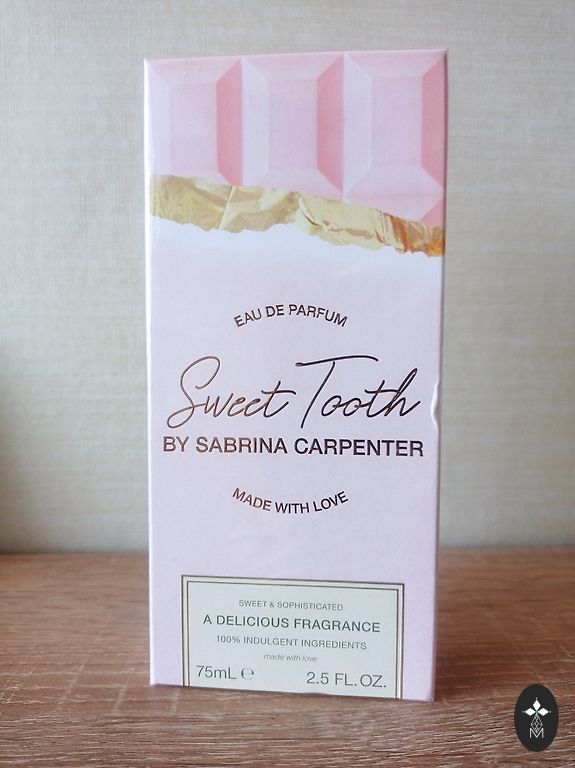 EAU DE PARFUM
Sweet Tooth
BY SABRINA CARPENTER
MADE WITH LOVE
SWEET & SOPHISTICATED
A DELICIOUS FRAGRANCE
100% INDULGENT INGREDIENTS
made with love
75mL ℮ 2.5 FL. OZ.
M